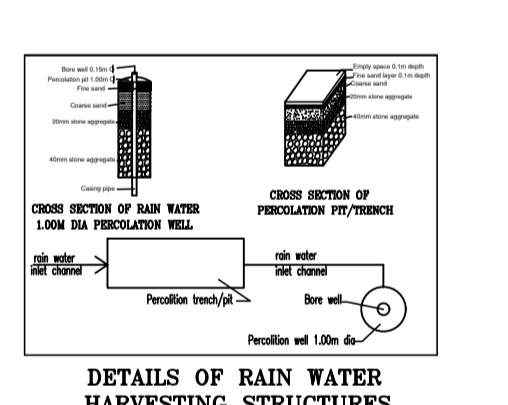 Bore well 0.15m
Percolation pit 1.00m
Fine sand
Coarse sand
20mm stone aggregate
40mm stone aggregate
Casing pipe
CROSS SECTION OF RAIN WATER
1.00M DIA PERCOLATION WELL
Empty space 0.1m depth
Fine sand layer 0.1m depth
Coarse sand
20mm stone aggregate
40mm stone aggregate
CROSS SECTION OF
PERCOLATION PIT/TRENCH
rain water
inlet channel
Percolition trench/pit
rain water
inlet channel
Bore well
Percolition well 1.00m dia
DETAILS OF RAIN WATER
HARVESTING STRUCTURES